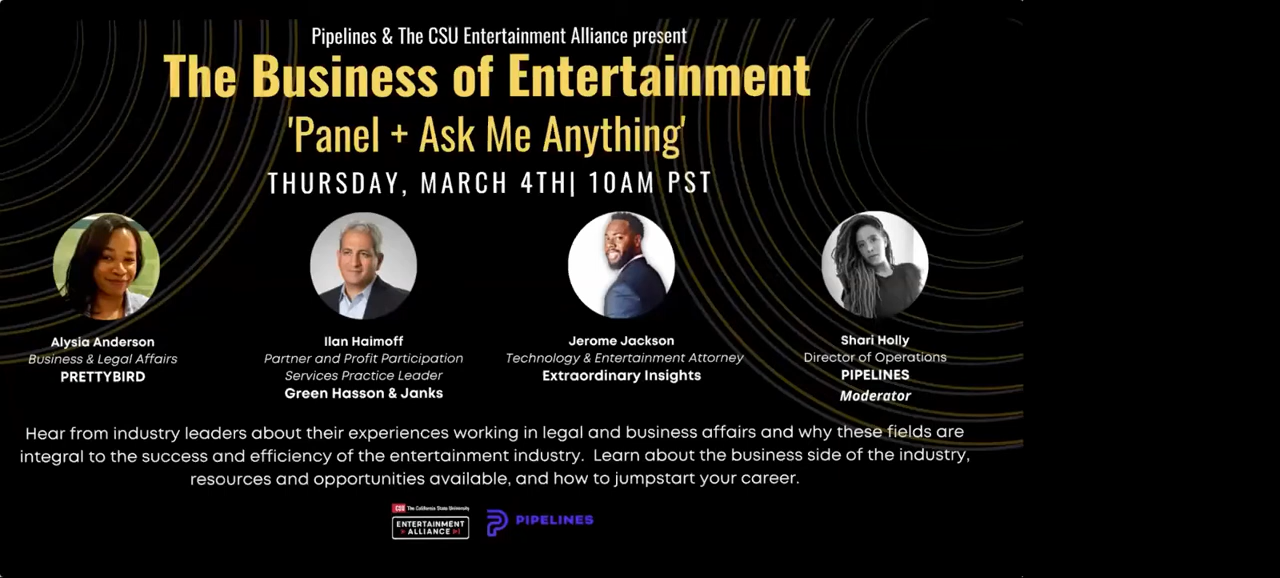 Pipelines & The CSU Entertainment Alliance present
The Business of Entertainment
'Panel + Ask Me Anything'
THURSDAY, MARCH 4TH| 10AM PST
Alysia Anderson
Business & Legal Affairs
PRETTYBIRD
Ilan Haimoff
Partner and Profit Participation
Services Practice Leader
Green Hasson & Janks
Jerome Jackson
Technology & Entertainment Attorney
Extraordinary Insights
Shari Holly
Director of Operations
PIPELINES
Moderator
Hear from industry leaders about their experiences working in legal and business affairs and why these fields are
integral to the success and efficiency of the entertainment industry.  Learn about the business side of the industry,
resources and opportunities available, and how to jumpstart your career.
CSU The California State University
ENTERTAINMENT
ALLIANCE
PIPELINES